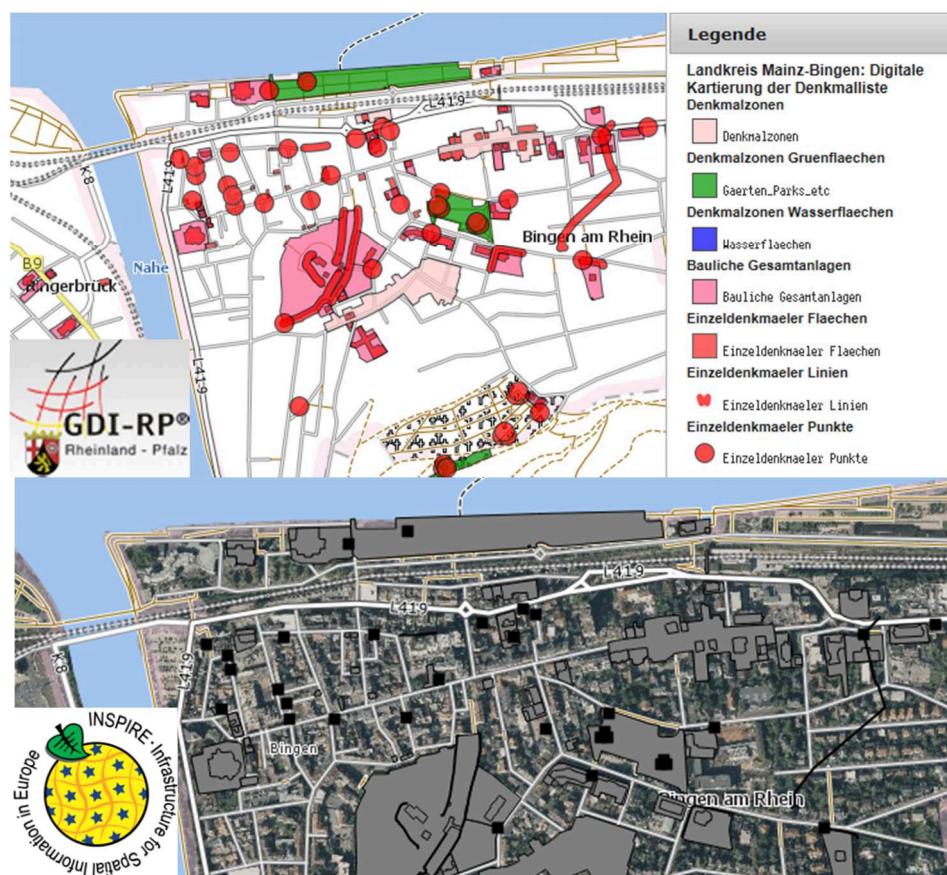 L419
K8
L419
Nahe
B9
Bingen am Rhein
L419
GDI-RP®
Rheinland - Pfalz
Legende
Landkreis Mainz-Bingen: Digitale
Kartierung der Denkmalliste
Denkmalzonen
Denkmalzonen
Denkmalzonen Gruenflaechen
Gaerten_Parks_etc
Denkmalzonen Wasserflaechen
Wasserflaechen
Bauliche Gesamtanlagen
Bauliche Gesamtanlagen
Einzeldenkmaeler Flaechen
Einzeldenkmaeler Flaechen
Einzeldenkmaeler Linien
Einzeldenkmaeler Linien
Einzeldenkmaeler Punkte
Einzeldenkmaeler Punkte
L419
L419
K8
L419
Bingen
Bingen am Rhein
INSPIRE · Infrastructure for Spatial Information in Europe